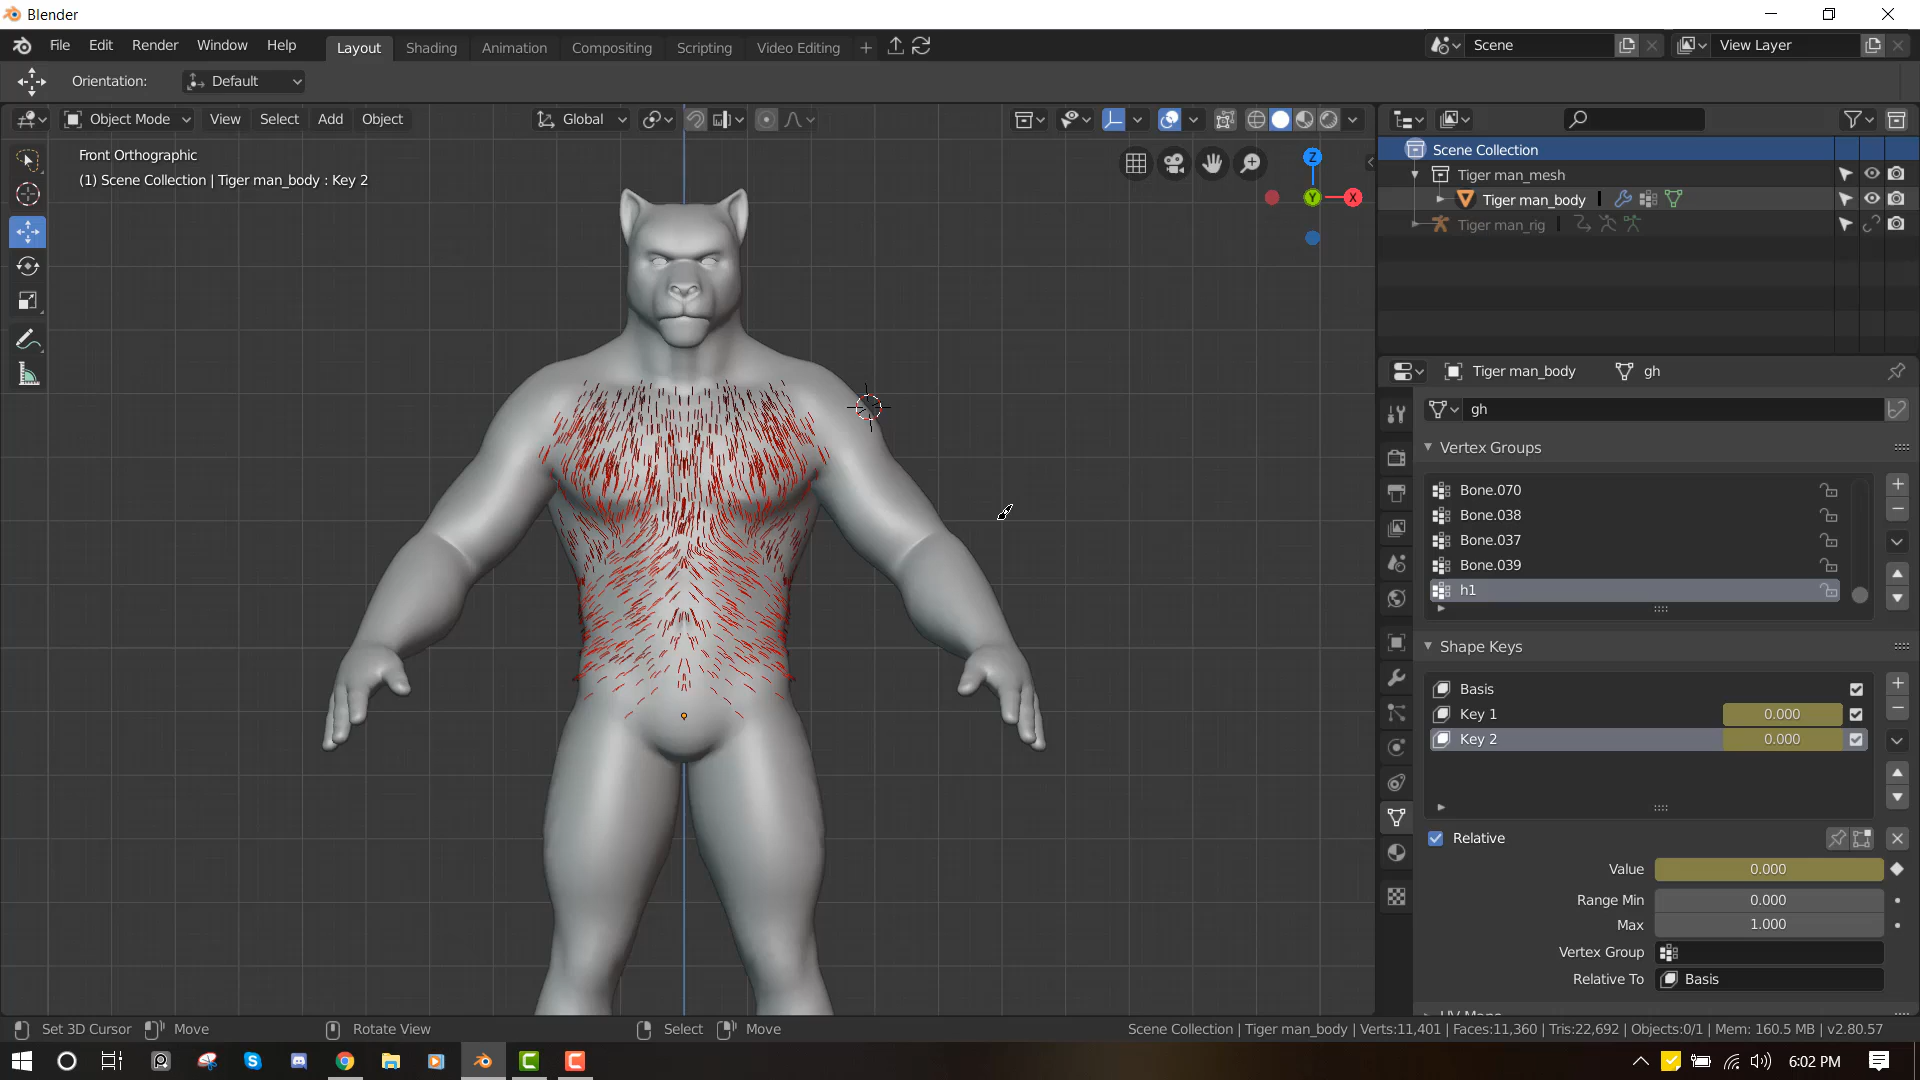 Blender
File Edit Render Window Help
Layout Shading Animation Compositing Scripting Video Editing
Scene
View Layer
Orientation: Default
Object Mode View Select Add Object
Global
Front Orthographic
(1) Scene Collection | Tiger man_body : Key 2
Z
Y
X
Scene Collection
Tiger man_mesh
Tiger man_body
Tiger man_rig
Tiger man_body gh
gh
Vertex Groups
Bone.070
Bone.038
Bone.037
Bone.039
h1
Shape Keys
Basis
Key 1 0.000
Key 2 0.000
Relative
Value 0.000
Range Min 0.000
Max 1.000
Vertex Group
Relative To Basis
Set 3D Cursor Move Rotate View Select Move
Scene Collection | Tiger man_body | Verts:11,401 | Faces:11,360 | Tris:22,692 | Objects:0/1 | Mem: 160.5 MB | v2.80.57
6:02 PM